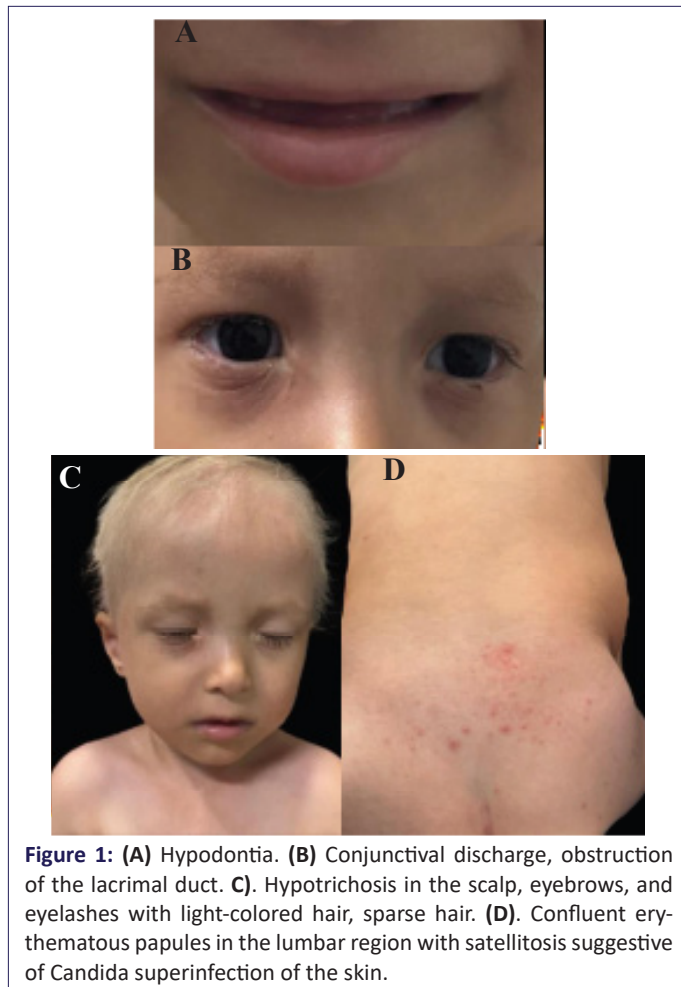 A
B
C
D
Figure 1: (A) Hypodontia. (B) Conjunctival discharge, obstruction
of the lacrimal duct. C). Hypotrichosis in the scalp, eyebrows, and
eyelashes with light-colored hair, sparse hair. (D). Confluent ery-
thematous papules in the lumbar region with satellitosis suggestive
of Candida superinfection of the skin.